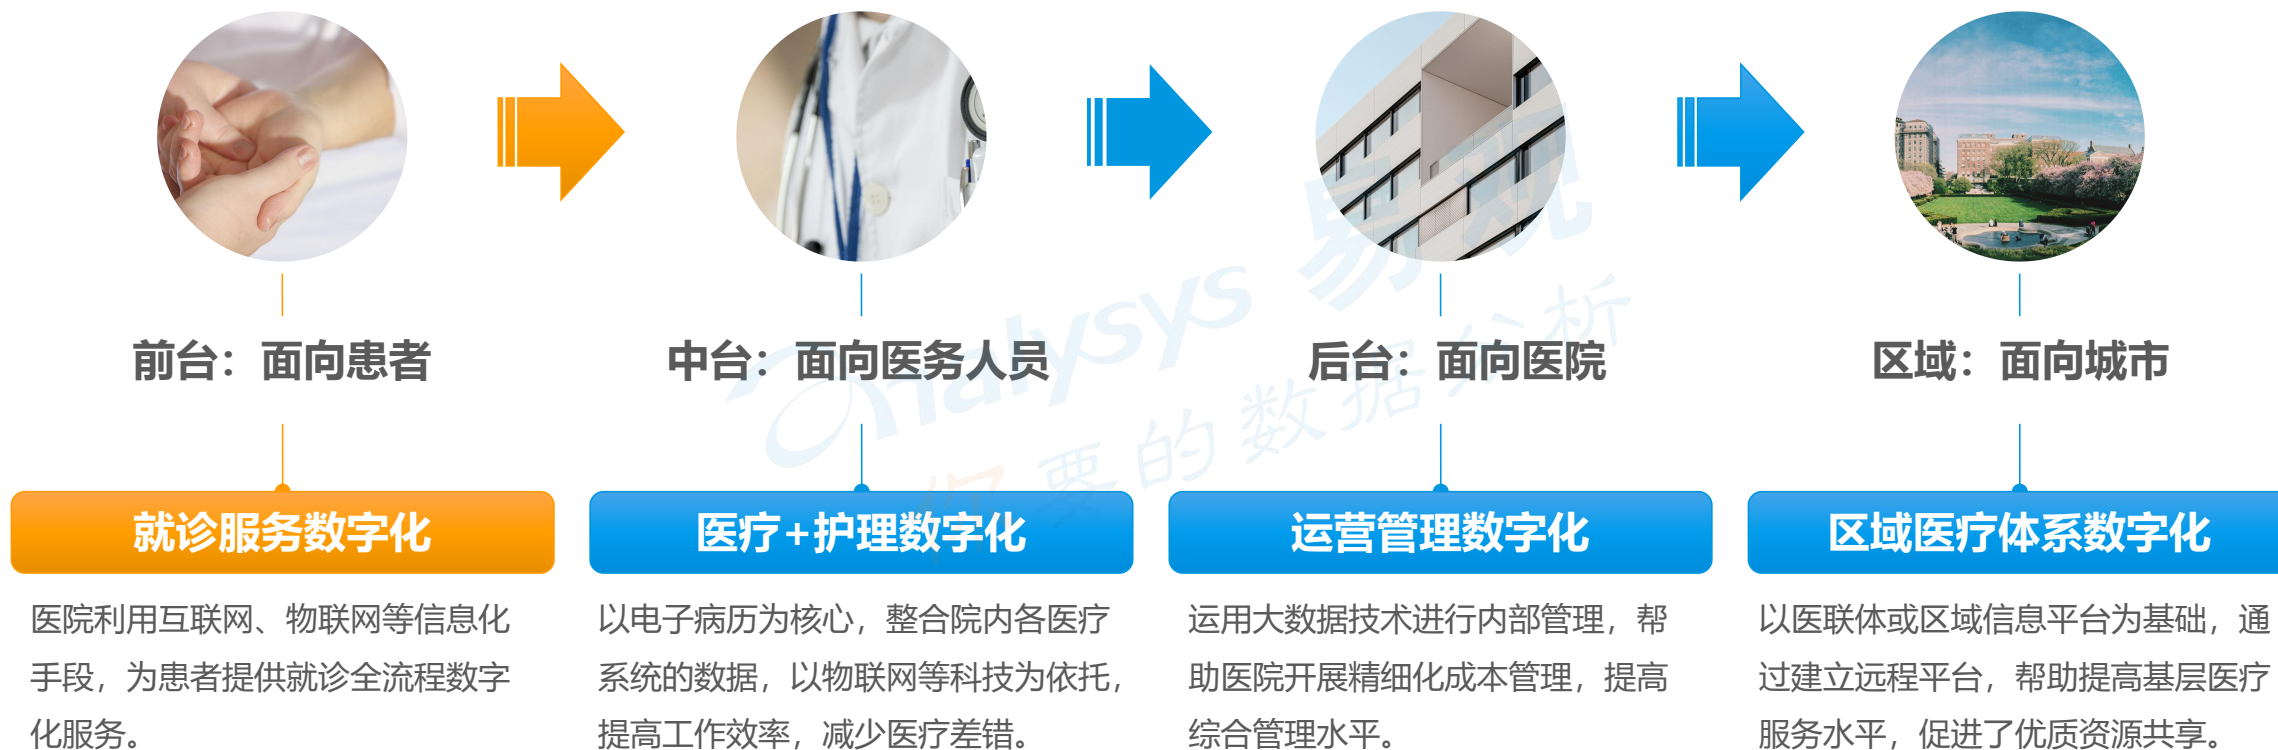 前台：面向患者
中台：面向医务人员
后台：面向医院
区域：面向城市
就诊服务数字化
医疗+护理数字化
运营管理数字化
区域医疗体系数字化
医院利用互联网、物联网等信息化
手段，为患者提供就诊全流程数字
化服务。
以电子病历为核心，整合院内各医疗
系统的数据，以物联网等科技为依托，
提高工作效率，减少医疗差错。
运用大数据技术进行内部管理，帮
助医院开展精细化成本管理，提高
综合管理水平。
以医联体或区域信息平台为基础，通
过建立远程平台，帮助提高基层医疗
服务水平，促进了优质资源共享。
analysys 易观
你要的数据分析